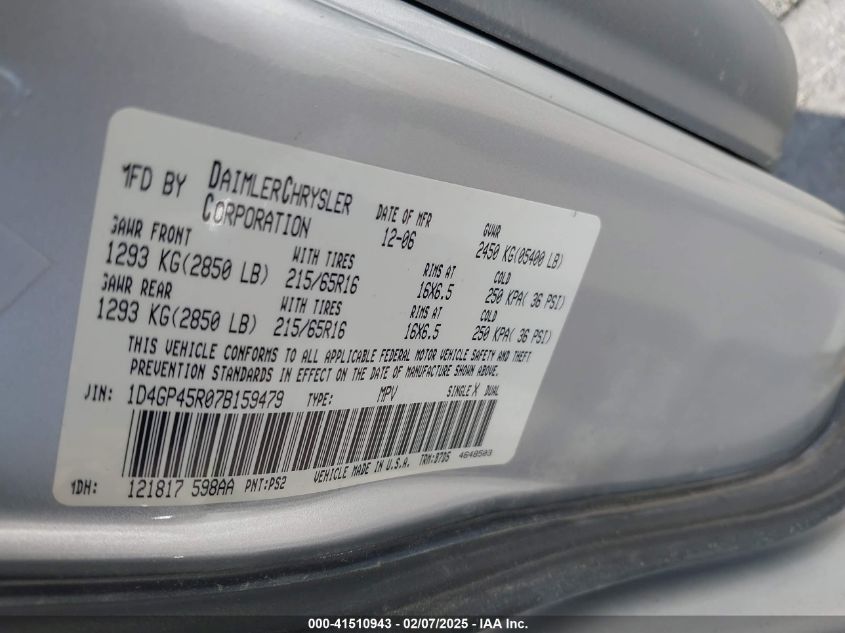 MFD BY DAIMLERCHRYSLER CORPORATION
DATE OF MFR 12-06
GVWR 2450 KG(05400 LB)
GAWR FRONT 1293 KG(2850 LB)
WITH TIRES 215/65R16
RIMS AT 16X6.5
COLD 250 KPA( 36 PSI)
GAWR REAR 1293 KG(2850 LB)
WITH TIRES 215/65R16
RIMS AT 16X6.5
COLD 250 KPA( 36 PSI)
THIS VEHICLE CONFORMS TO ALL APPLICABLE FEDERAL MOTOR VEHICLE SAFETY AND THEFT
PREVENTION STANDARDS IN EFFECT ON THE DATE OF MANUFACTURE SHOWN ABOVE.
VIN: 1D4GP45R07B159479 TYPE: MPV SINGLE X DUAL
MDH: 121817 598AA PNT:PS2 VEHICLE MADE IN U.S.A. TRM:B7D5 4648503
000-41510943 — 02/07/2025 — IAA Inc.